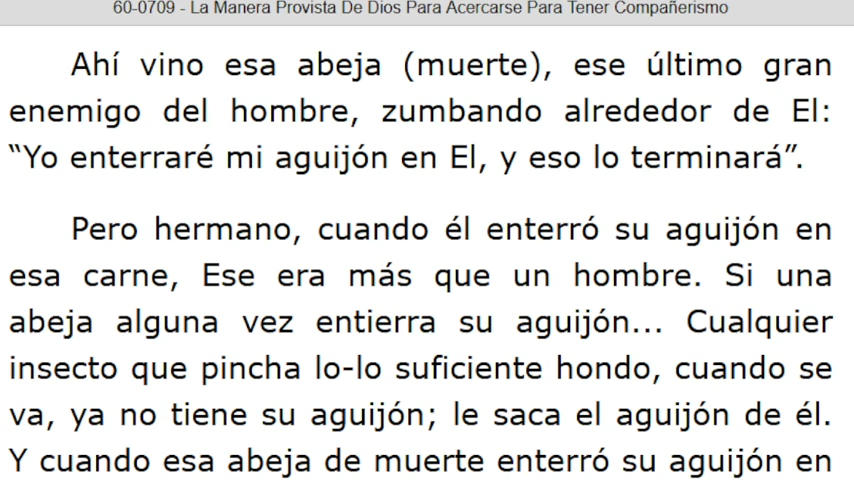 60-0709 - La Manera Provista De Dios Para Acercarse Para Tener Compañerismo
Ahí vino esa abeja (muerte), ese último gran
enemigo del hombre, zumbando alrededor de El:
“Yo enterraré mi aguijón en El, y eso lo terminará”.
Pero hermano, cuando él enterró su aguijón en
esa carne, Ese era más que un hombre. Si una
abeja alguna vez entierra su aguijón... Cualquier
insecto que pincha lo-lo suficiente hondo, cuando se
va, ya no tiene su aguijón; le saca el aguijón de él.
Y cuando esa abeja de muerte enterró su aguijón en